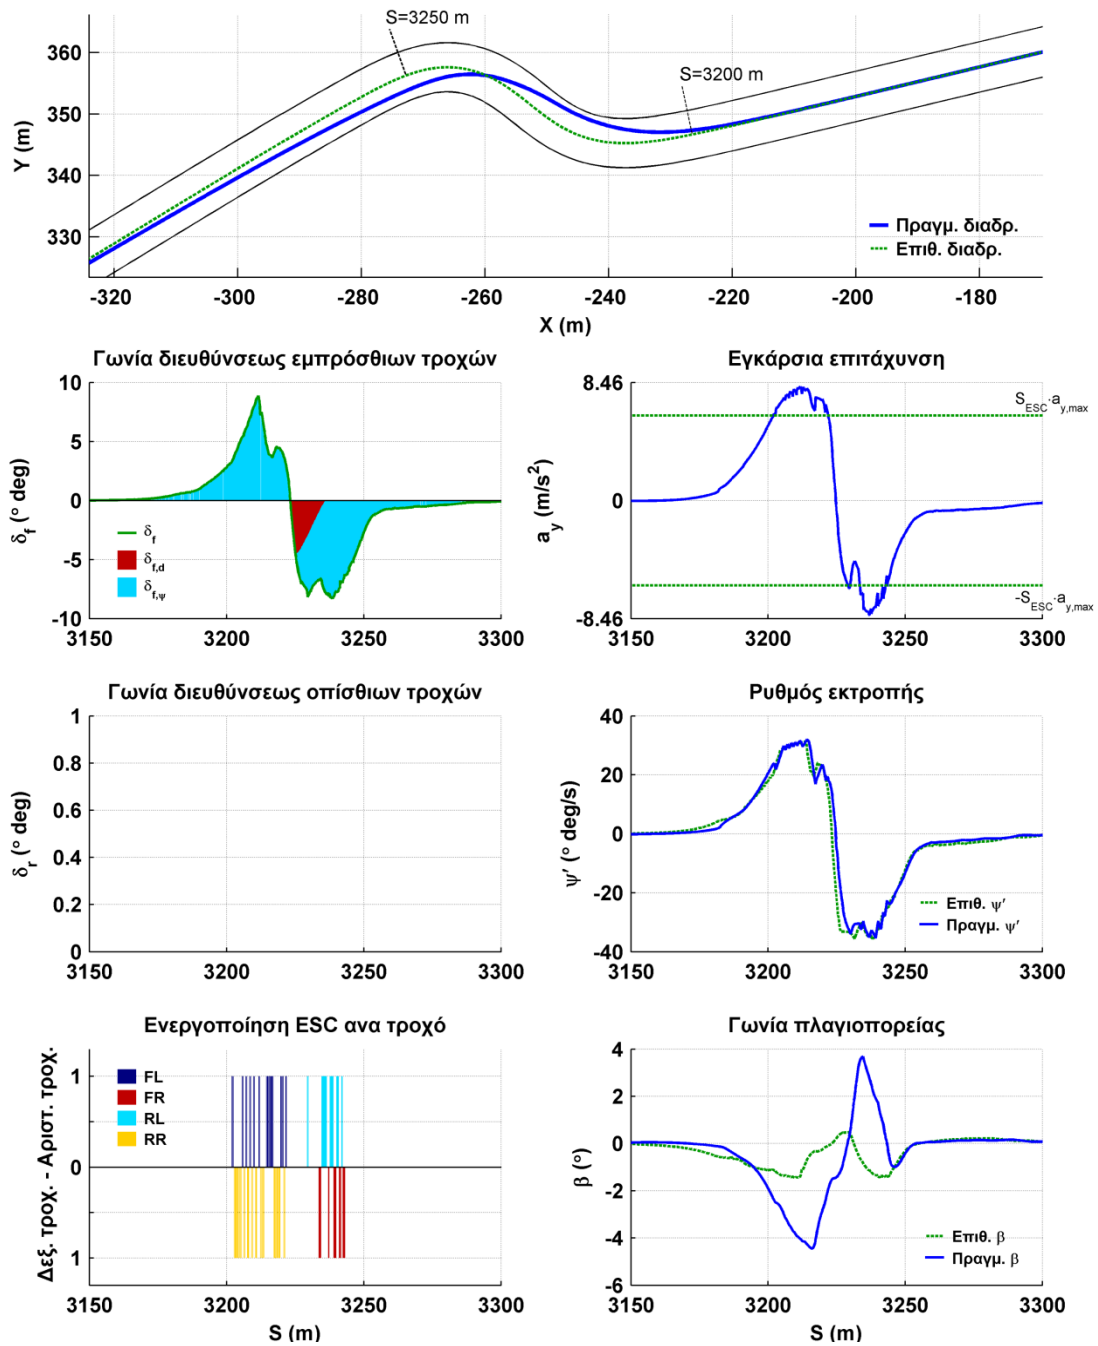 S=3250 m
S=3200 m
360
350
340
330
Y (m)
Πραγμ. διαδρ.
Επιθ. διαδρ.
-320
-300
-280
-260
-240
-220
-200
-180
X (m)
Γωνία διευθύνσεως εμπρόσθιων τροχών
10
5
0
-5
-10
δf (° deg)
δf
δf,d
δf,ψ
3150
3200
3250
3300
Εγκάρσια επιτάχυνση
8.46
0
-8.46
a y (m/s2)
SESC·ay,max
-SESC·ay,max
3150
3200
3250
3300
Γωνία διευθύνσεως οπίσθιων τροχών
1
0.8
0.6
0.4
0.2
0
δr (° deg)
3150
3200
3250
3300
Ρυθμός εκτροπής
40
20
0
-20
-40
ψ′ (° deg/s)
Επιθ. ψ′
Πραγμ. ψ′
3150
3200
3250
3300
Ενεργοποίηση ESC ανα τροχό
1
0
1
Δεξ. τροχ. - Αριστ. τροχ.
FL
FR
RL
RR
3150
3200
3250
3300
S (m)
Γωνία πλαγιοπορείας
4
2
0
-2
-4
-6
β (°)
Επιθ. β
Πραγμ. β
3150
3200
3250
3300
S (m)